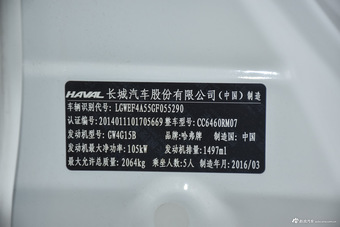 HAVAL 长城汽车股份有限公司(中国)制造
车辆识别代号: LGWEF4A55GF055290
认证编号: 2014011101705669 整车型号: CC6460RM07
发动机型号: GW4G15B 品牌: 哈弗牌 制造国: 中国
发动机最大净功率: 105kW 发动机排量: 1497ml
最大允许总质量: 2064kg 乘坐人数: 5人 制造年月: 2016/03